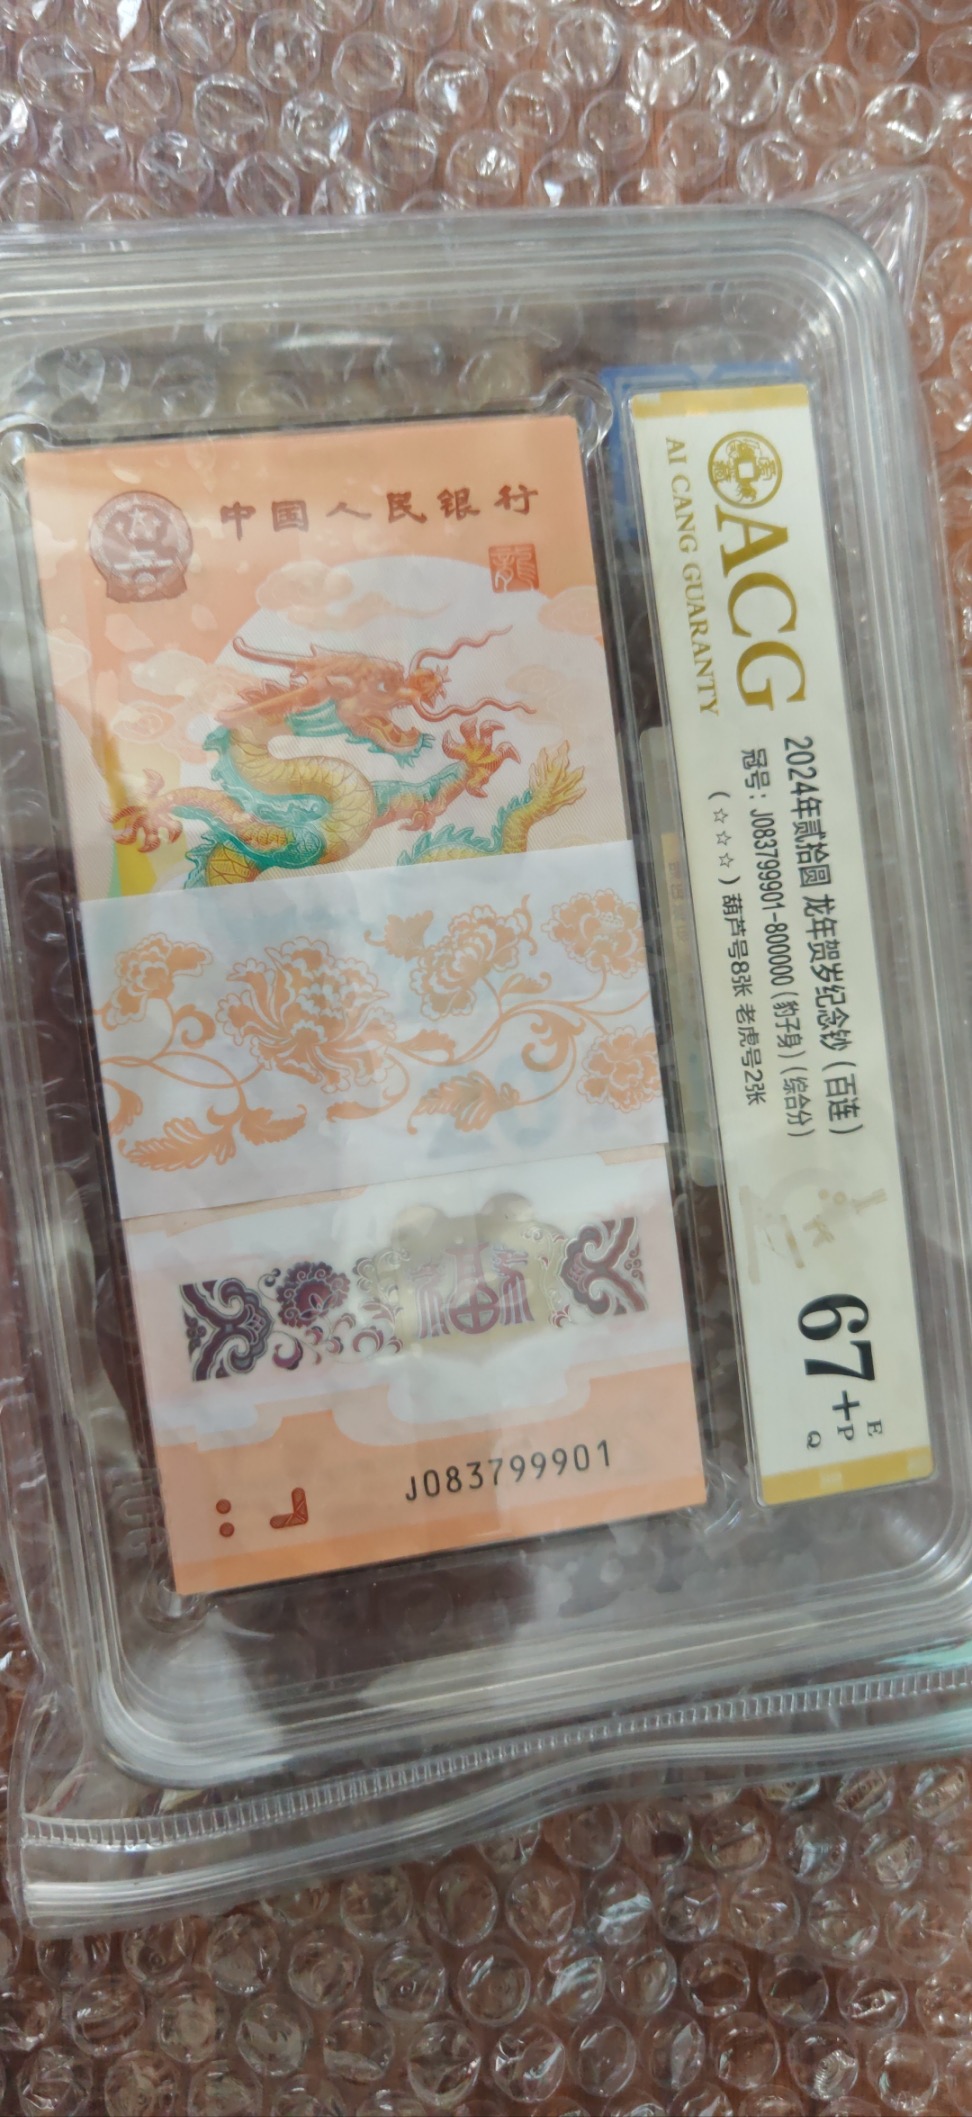 中国人民银行
龍
J083799901
ACG
AI CANG GUARANTY
2024年贰拾圆 龙年贺岁纪念钞（百连）
冠号：J083799901-800000（豹子身）（综合分）
（☆☆☆）葫芦号8张 老虎号2张
67+
E
P
Q